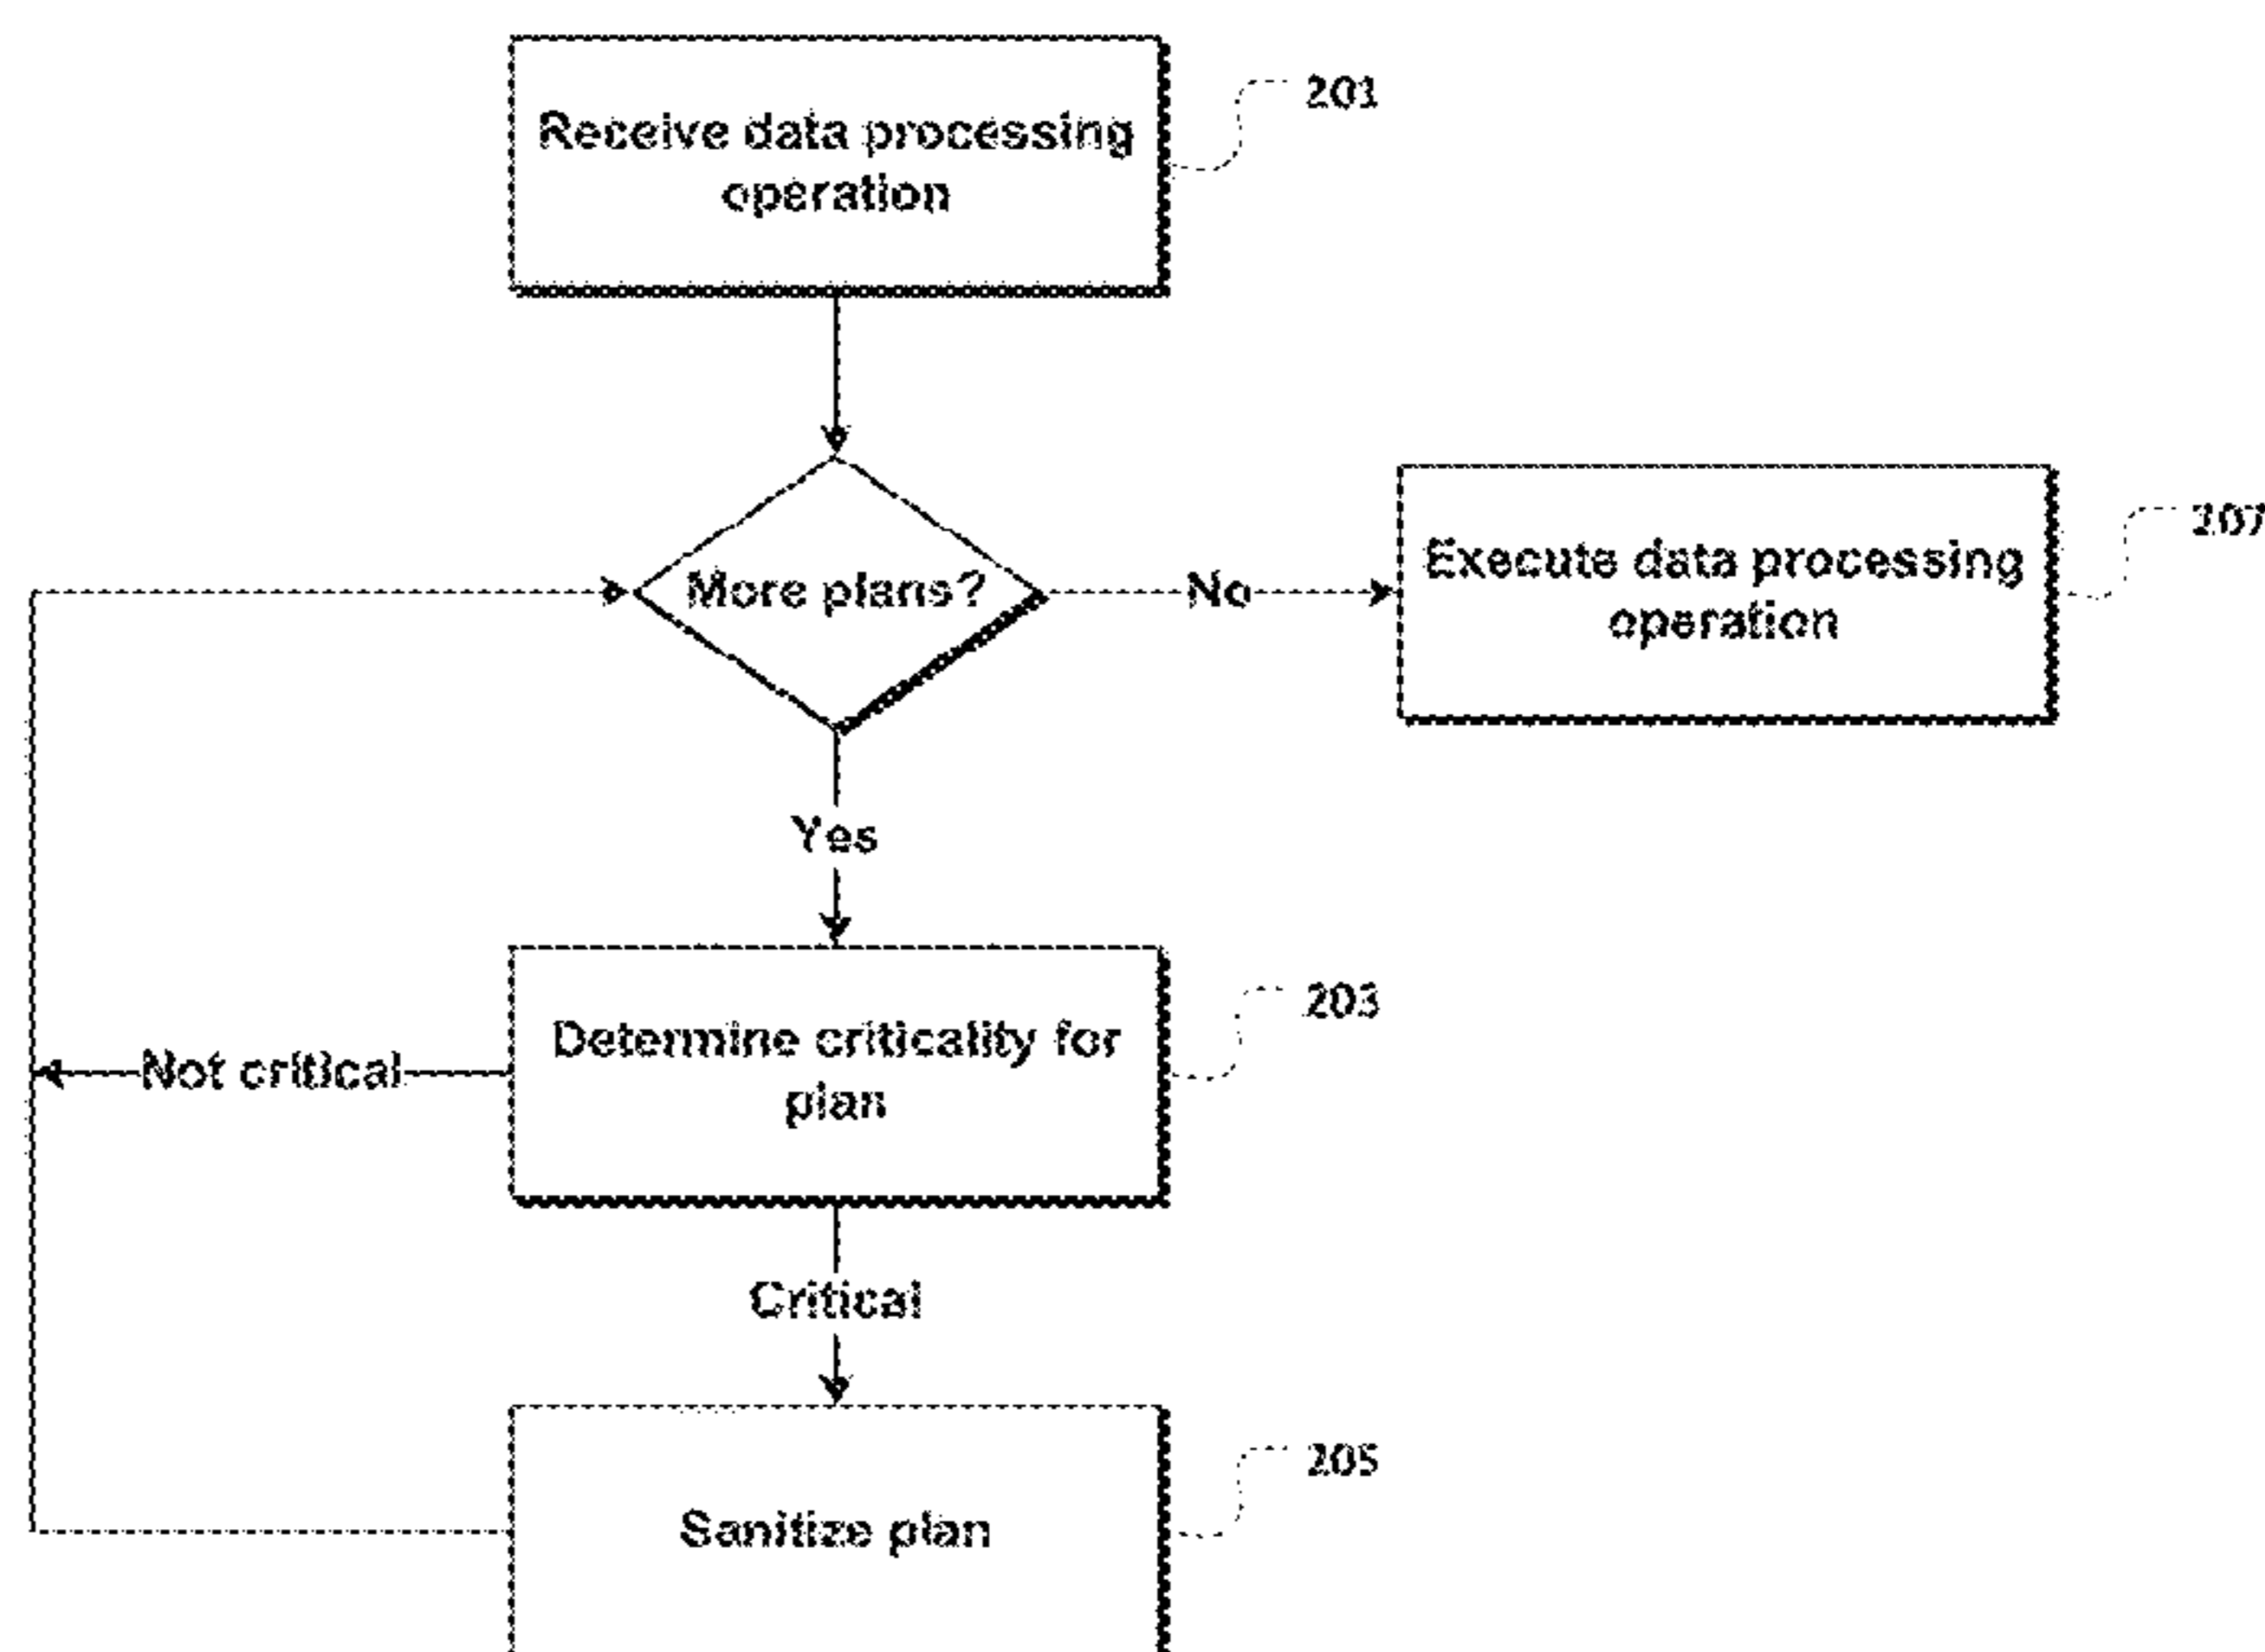 Receive data processing
operation
201
More plans?
No
Execute data processing
operation
207
Yes
Determine criticality for
plan
203
Not critical
Critical
Sanitize plan
205